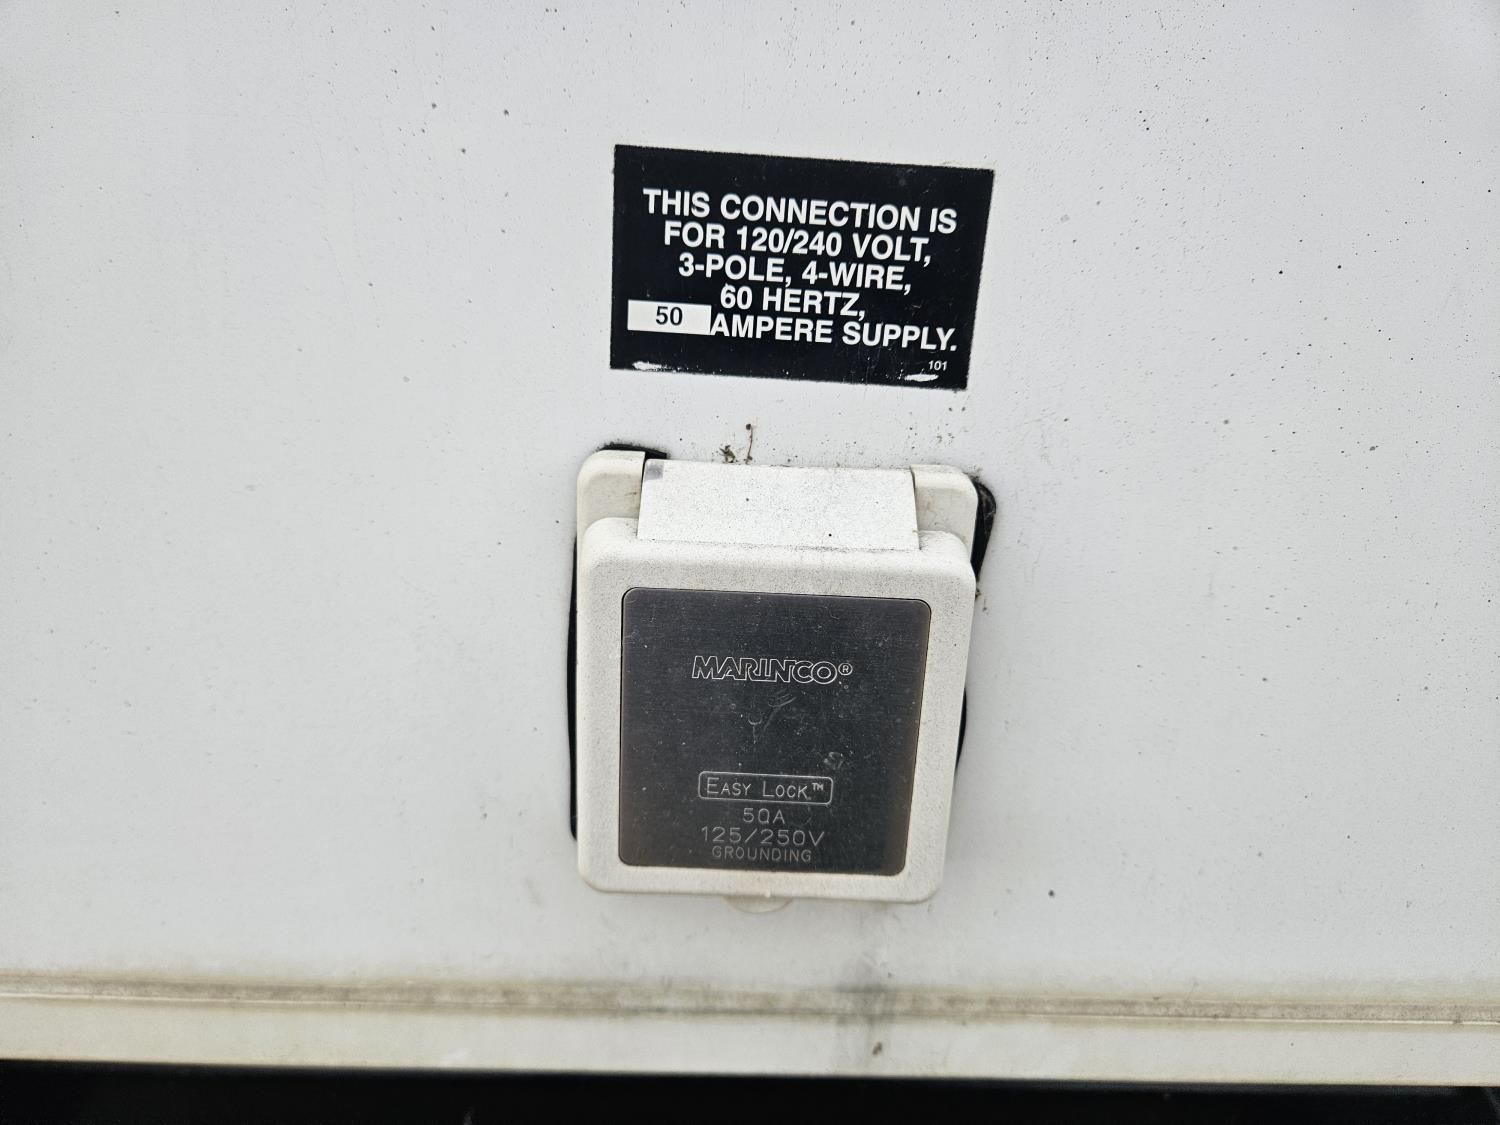 THIS CONNECTION IS
FOR 120/240 VOLT,
3-POLE, 4-WIRE,
60 HERTZ,
50 AMPERE SUPPLY.
101
MARINCO®
EASY LOCK™
50A
125/250V
GROUNDING